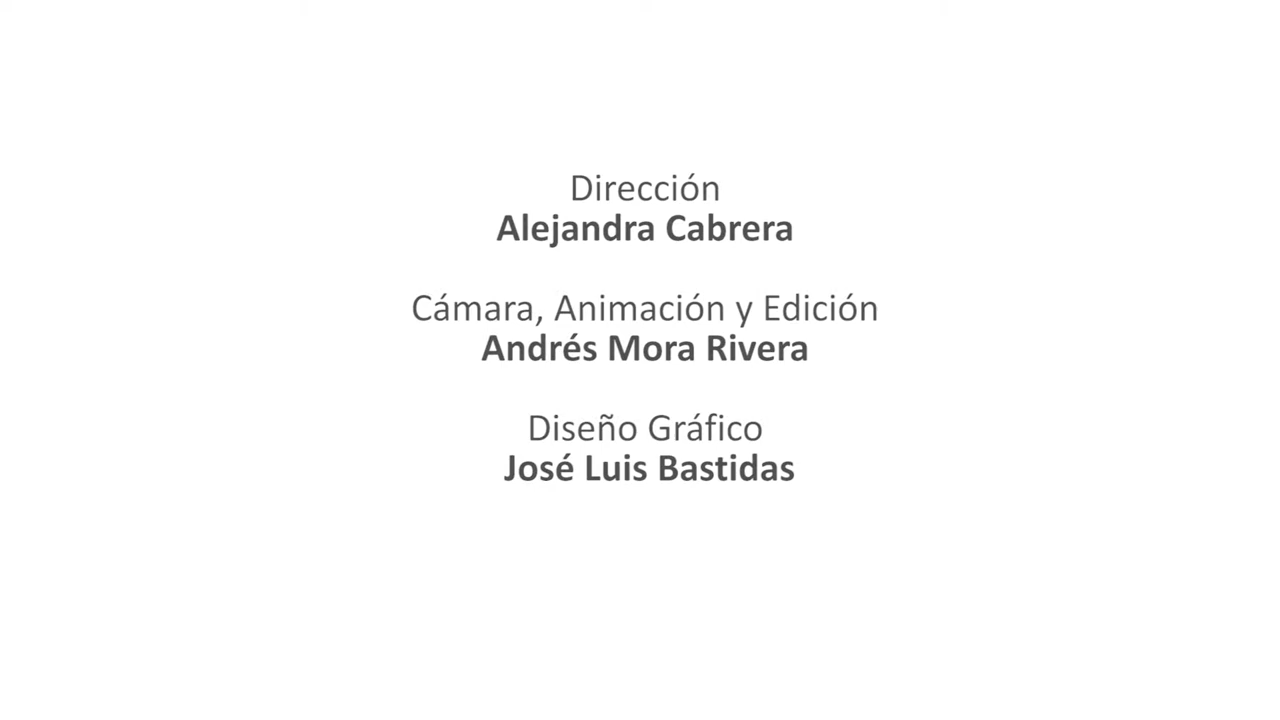 Dirección
Alejandra Cabrera
Cámara, Animación y Edición
Andrés Mora Rivera
Diseño Gráfico
José Luis Bastidas